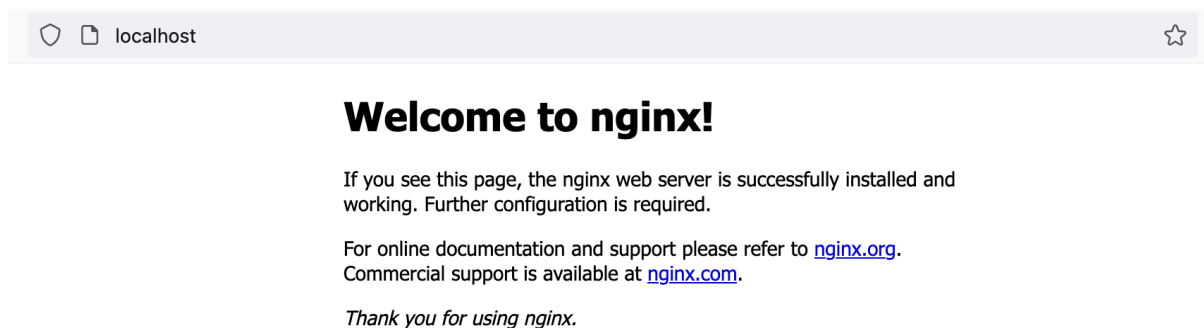 localhost
Welcome to nginx!
If you see this page, the nginx web server is successfully installed and
working. Further configuration is required.
For online documentation and support please refer to nginx.org.
Commercial support is available at nginx.com.
Thank you for using nginx.